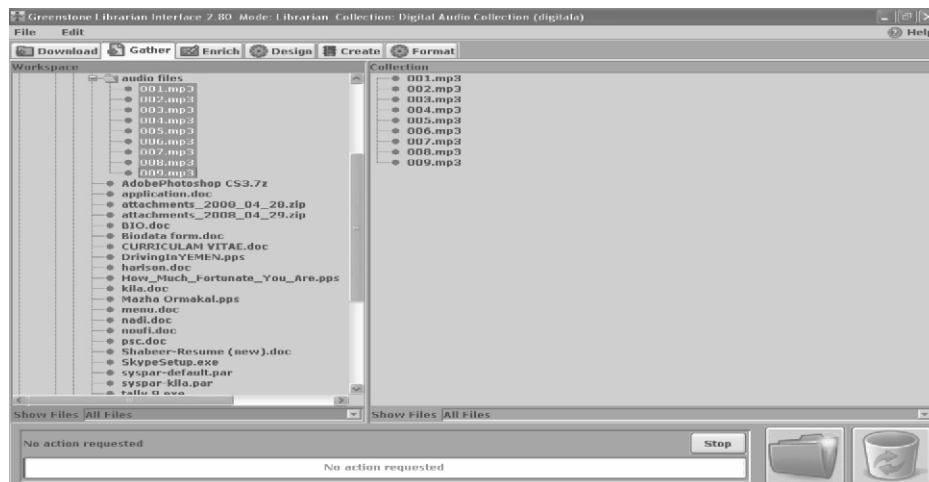 Greenstone Librarian Interface 2.80 Mode: Librarian Collection: Digital Audio Collection (digitala)
File Edit Help
Download Gather Enrich Design Create Format
Workspace
audio files
001.mp3
002.mp3
003.mp3
004.mp3
005.mp3
006.mp3
007.mp3
008.mp3
009.mp3
AdobePhotoshop CS3.7z
application.doc
attachments_2008_04_28.zip
attachments_2008_04_29.zip
BIO.doc
Biodata form.doc
CURRICULAM VITAE.doc
DrivingInYEMEN.pps
harison.doc
How_Much_Fortunate_You_Are.pps
kila.doc
Mazha Ormakal.pps
menu.doc
nadi.doc
noufi.doc
psc.doc
Shabeer-Resume (new).doc
SkypeSetup.exe
syspar-default.par
syspar-kila.par
tally 9.exe
Show Files All Files
Collection
001.mp3
002.mp3
003.mp3
004.mp3
005.mp3
006.mp3
007.mp3
008.mp3
009.mp3
Show Files All Files
No action requested
Stop
No action requested